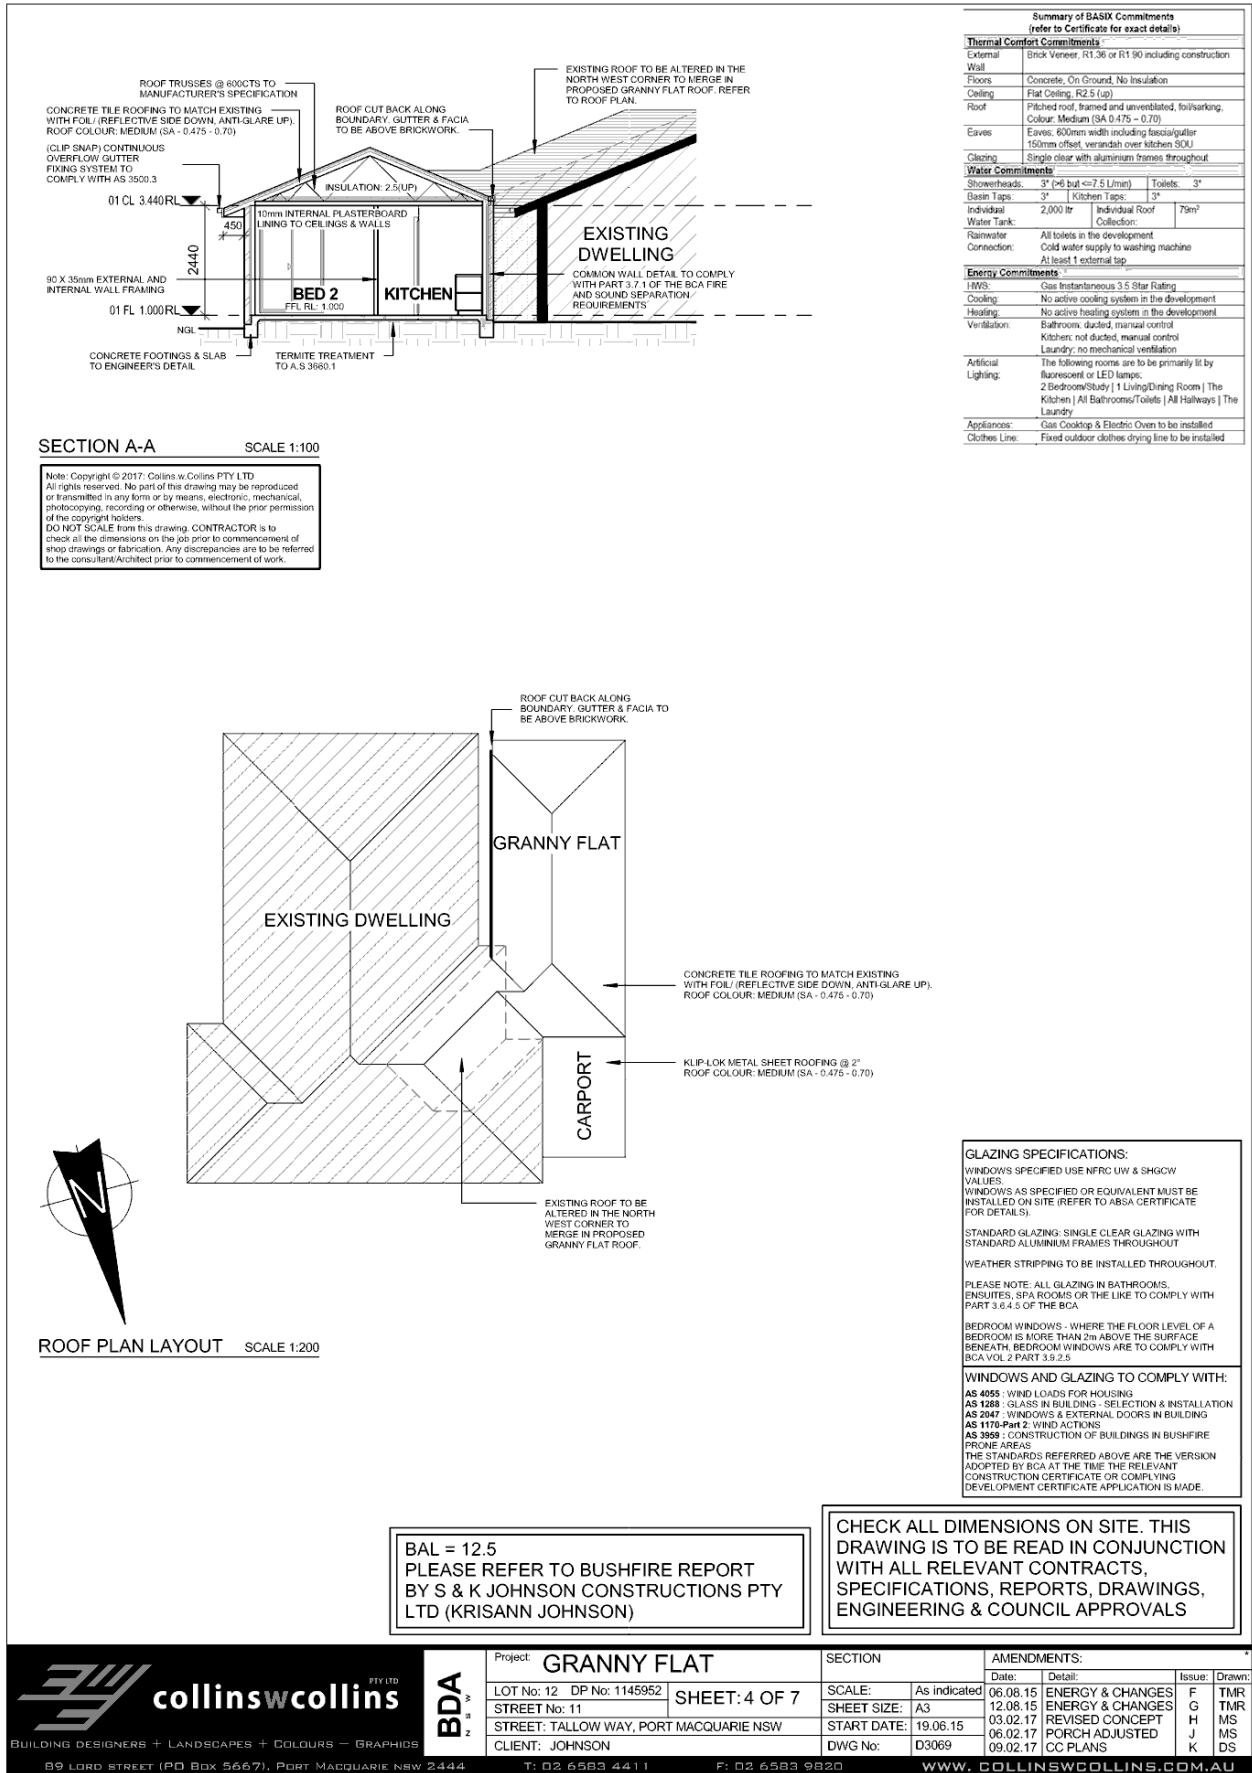 Summary of BASIX Commitments
(refer to Certificate for exact details)
Thermal Comfort Commitments
External Wall Brick Veneer, R1.36 or R1.90 including construction
Floors Concrete, On Ground, No Insulation
Ceiling Flat Ceiling, R2.5 (up)
Roof Pitched roof, framed and unventilated, foil/sarking,
Colour: Medium (SA 0.475 – 0.70)
Eaves Eaves: 600mm width including fascia/gutter
150mm offset, verandah over kitchen SDU
Glazing Single clear with aluminium frames throughout
Water Commitments
Showerheads: 3* (>6 but <=7.5 L/min) Toilets: 3*
Basin Taps: 3* Kitchen Taps: 3*
Individual Water Tank: 2,000 ltr Individual Roof Collection: 79m²
Rainwater Connection: All toilets in the development
Cold water supply to washing machine
At least 1 external tap
Energy Commitments
HWS: Gas Instantaneous 3.5 Star Rating
Cooling: No active cooling system in the development
Heating: No active heating system in the development
Ventilation: Bathroom: ducted, manual control
Kitchen: not ducted, manual control
Laundry: no mechanical ventilation
Artificial Lighting: The following rooms are to be primarily lit by
fluorescent or LED lamps:
2 Bedroom/Study | 1 Living/Dining Room | The
Kitchen | All Bathrooms/Toilets | All Hallways | The
Laundry
Appliances: Gas Cooktop & Electric Oven to be installed
Clothes Line: Fixed outdoor clothes drying line to be installed
ROOF TRUSSES @ 600CTS TO
MANUFACTURER'S SPECIFICATION
CONCRETE TILE ROOFING TO MATCH EXISTING
WITH FOIL/ (REFLECTIVE SIDE DOWN, ANTI-GLARE UP).
ROOF COLOUR: MEDIUM (SA - 0.475 - 0.70)
(CLIP SNAP) CONTINUOUS
OVERFLOW GUTTER
FIXING SYSTEM TO
COMPLY WITH AS 3500.3
ROOF CUT BACK ALONG
BOUNDARY. GUTTER & FACIA
TO BE ABOVE BRICKWORK.
EXISTING ROOF TO BE ALTERED IN THE
NORTH WEST CORNER TO MERGE IN
PROPOSED GRANNY FLAT ROOF. REFER
TO ROOF PLAN.
01 CL 3.440RL
INSULATION: 2.5(UP)
10mm INTERNAL PLASTERBOARD
LINING TO CEILINGS & WALLS
450
2440
EXISTING
DWELLING
90 X 35mm EXTERNAL AND
INTERNAL WALL FRAMING
BED 2
KITCHEN
FFL RL: 1.000
COMMON WALL DETAIL TO COMPLY
WITH PART 3.7.1 OF THE BCA FIRE
AND SOUND SEPARATION
REQUIREMENTS
01 FL 1.000RL
NGL
CONCRETE FOOTINGS & SLAB
TO ENGINEER'S DETAIL
TERMITE TREATMENT
TO A.S 3660.1
SECTION A-A SCALE 1:100
Note: Copyright © 2017: Collins.w.Collins PTY LTD
All rights reserved. No part of this drawing may be reproduced
or transmitted in any form or by means, electronic, mechanical,
photocopying, recording or otherwise, without the prior permission
of the copyright holders.
DO NOT SCALE from this drawing. CONTRACTOR is to
check all the dimensions on the job prior to commencement of
shop drawings or fabrication. Any discrepancies are to be referred
to the consultant/Architect prior to commencement of work.
ROOF CUT BACK ALONG
BOUNDARY. GUTTER & FACIA TO
BE ABOVE BRICKWORK.
GRANNY FLAT
EXISTING DWELLING
CONCRETE TILE ROOFING TO MATCH EXISTING
WITH FOIL/ (REFLECTIVE SIDE DOWN, ANTI-GLARE UP).
ROOF COLOUR: MEDIUM (SA - 0.475 - 0.70)
CARPORT
KLIP-LOK METAL SHEET ROOFING @ 2°
ROOF COLOUR: MEDIUM (SA - 0.475 - 0.70)
EXISTING ROOF TO BE
ALTERED IN THE NORTH
WEST CORNER TO
MERGE IN PROPOSED
GRANNY FLAT ROOF.
N
ROOF PLAN LAYOUT SCALE 1:200
GLAZING SPECIFICATIONS:
WINDOWS SPECIFIED USE NFRC UW & SHGCW
VALUES.
WINDOWS AS SPECIFIED OR EQUIVALENT MUST BE
INSTALLED ON SITE (REFER TO ABSA CERTIFICATE
FOR DETAILS).
STANDARD GLAZING: SINGLE CLEAR GLAZING WITH
STANDARD ALUMINIUM FRAMES THROUGHOUT
WEATHER STRIPPING TO BE INSTALLED THROUGHOUT.
PLEASE NOTE: ALL GLAZING IN BATHROOMS,
ENSUITES, SPA ROOMS OR THE LIKE TO COMPLY WITH
PART 3.6.4.5 OF THE BCA
BEDROOM WINDOWS - WHERE THE FLOOR LEVEL OF A
BEDROOM IS MORE THAN 2m ABOVE THE SURFACE
BENEATH, BEDROOM WINDOWS ARE TO COMPLY WITH
BCA VOL 2 PART 3.9.2.5
WINDOWS AND GLAZING TO COMPLY WITH:
AS 4055 : WIND LOADS FOR HOUSING
AS 1288 : GLASS IN BUILDING - SELECTION & INSTALLATION
AS 2047 : WINDOWS & EXTERNAL DOORS IN BUILDING
AS 1170-Part 2: WIND ACTIONS
AS 3959 : CONSTRUCTION OF BUILDINGS IN BUSHFIRE
PRONE AREAS
THE STANDARDS REFERRED ABOVE ARE THE VERSION
ADOPTED BY BCA AT THE TIME THE RELEVANT
CONSTRUCTION CERTIFICATE OR COMPLYING
DEVELOPMENT CERTIFICATE APPLICATION IS MADE.
BAL = 12.5
PLEASE REFER TO BUSHFIRE REPORT
BY S & K JOHNSON CONSTRUCTIONS PTY
LTD (KRISANN JOHNSON)
CHECK ALL DIMENSIONS ON SITE. THIS
DRAWING IS TO BE READ IN CONJUNCTION
WITH ALL RELEVANT CONTRACTS,
SPECIFICATIONS, REPORTS, DRAWINGS,
ENGINEERING & COUNCIL APPROVALS
PTY LTD
collinswcollins
BUILDING DESIGNERS + LANDSCAPES + COLOURS – GRAPHICS
BDA
N S W
Project: GRANNY FLAT
LOT No: 12 DP No: 1145952 SHEET: 4 OF 7
STREET No: 11
STREET: TALLOW WAY, PORT MACQUARIE NSW
CLIENT: JOHNSON
SECTION
SCALE: As indicated
SHEET SIZE: A3
START DATE: 19.06.15
DWG No: D3069
AMENDMENTS: *
Date: Detail: Issue: Drawn:
06.08.15 ENERGY & CHANGES F TMR
12.08.15 ENERGY & CHANGES G TMR
03.02.17 REVISED CONCEPT H MS
06.02.17 PORCH ADJUSTED J MS
09.02.17 CC PLANS K DS
89 LORD STREET (PO BOX 5667), PORT MACQUARIE NSW 2444 T: 02 6583 4411 F: 02 6583 9820 WWW. COLLINSWCOLLINS.COM.AU